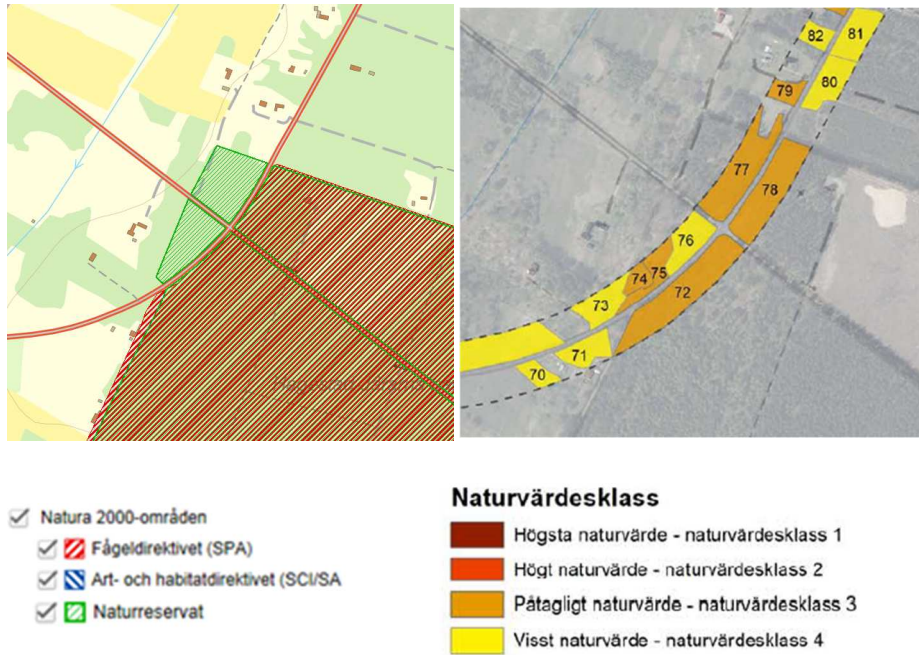 82
81
80
79
77
78
76
75
74
72
73
71
70
Natura 2000-områden
Fågeldirektivet (SPA)
Art- och habitatdirektivet (SCI/SA
Naturreservat
Naturvärdesklass
Högsta naturvärde - naturvärdesklass 1
Högt naturvärde - naturvärdesklass 2
Påtagligt naturvärde - naturvärdesklass 3
Visst naturvärde - naturvärdesklass 4